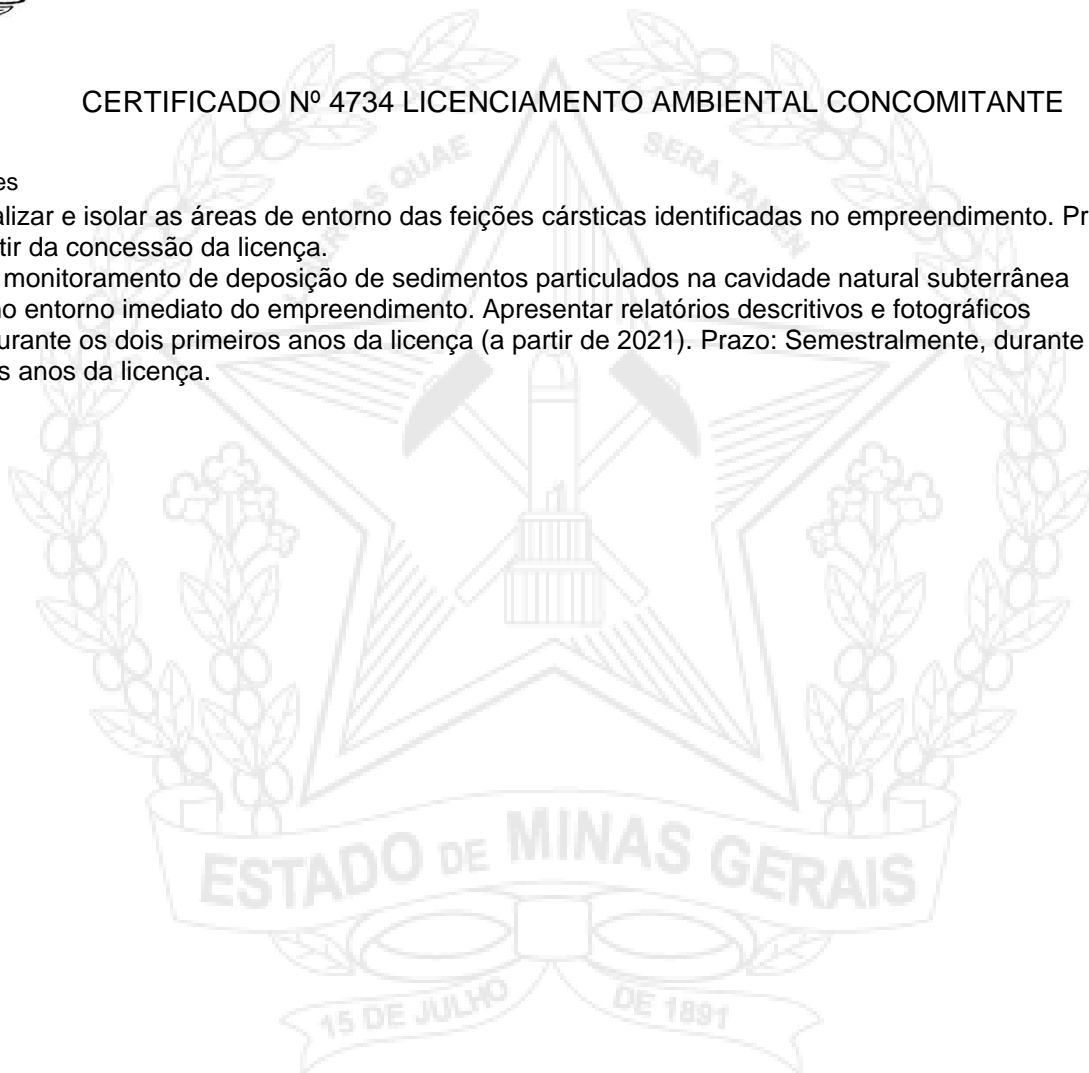 CERTIFICADO Nº 4734 LICENCIAMENTO AMBIENTAL CONCOMITANTE
es
alizar e isolar as áreas de entorno das feições cársticas identificadas no empreendimento. Pr
tir da concessão da licença.
monitoramento de deposição de sedimentos particulados na cavidade natural subterrânea
no entorno imediato do empreendimento. Apresentar relatórios descritivos e fotográficos
urante os dois primeiros anos da licença (a partir de 2021). Prazo: Semestralmente, durante
s anos da licença.
QUAE SERA TAMEN
ESTADO DE MINAS GERAIS
15 DE JULHO DE 1891